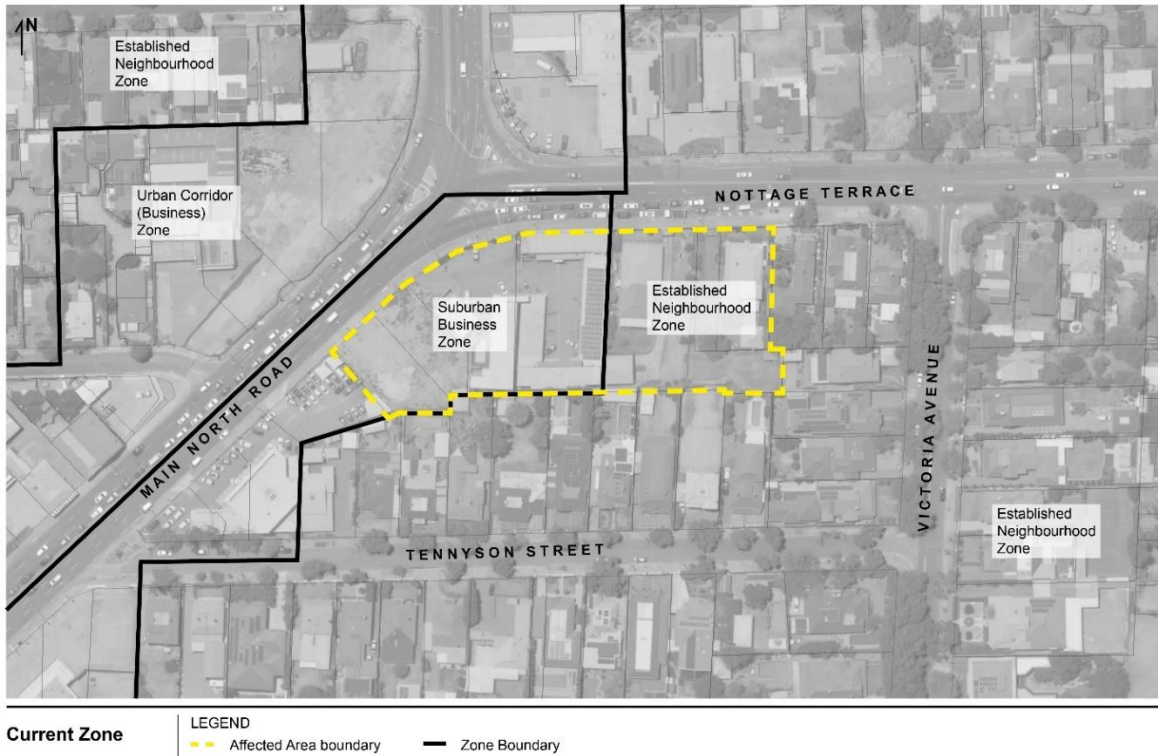 N
Established
Neighbourhood
Zone
Urban Corridor
(Business)
Zone
NOTTAGE TERRACE
Suburban
Business
Zone
Established
Neighbourhood
Zone
MAIN NORTH ROAD
VICTORIA AVENUE
Established
Neighbourhood
Zone
TENNYSON STREET
Current Zone
LEGEND
Affected Area boundary
Zone Boundary